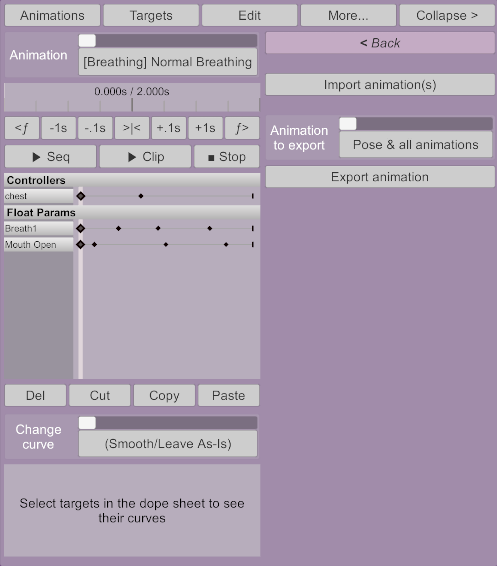 Animations
Targets
Edit
More...
Collapse >
Animation
[Breathing] Normal Breathing
0.000s / 2.000s
<ƒ
-1s
-.1s
>|<
+.1s
+1s
ƒ>
▶ Seq
▶ Clip
■ Stop
Controllers
chest
Float Params
Breath1
Mouth Open
Del
Cut
Copy
Paste
Change
curve
(Smooth/Leave As-Is)
Select targets in the dope sheet to see
their curves
< Back
Import animation(s)
Animation
to export
Pose & all animations
Export animation